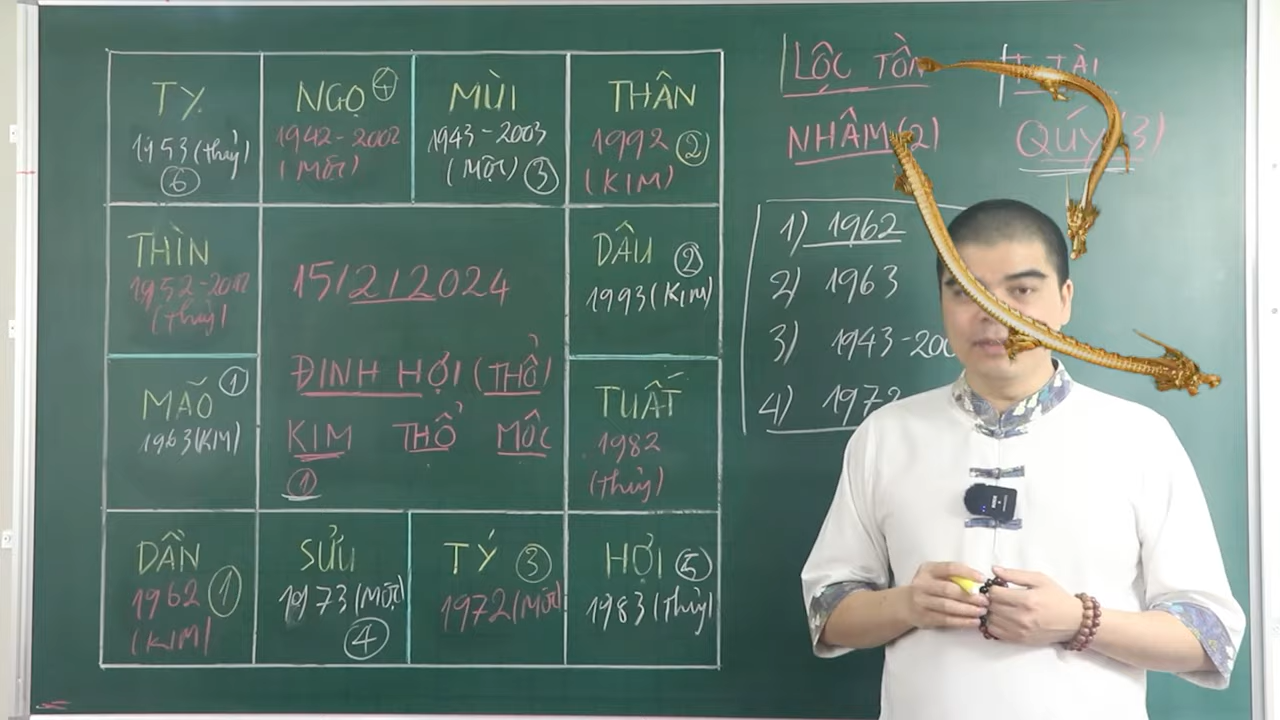 TỴ
1953 (thủy)
6
NGỌ 4
1942-2002
(MỘC)
MÙI
1943-2003
(MỘC) 3
THÂN
1992 2
(KIM)
THÌN
1952-2012
(thủy)
15/2/2024
ĐINH HỢI (THỔ)
KIM THỔ MỘC
1
DẬU 2
1993 (KIM)
MÃO 1
1963 (KIM)
TUẤT
1982
(thủy)
DẦN
1962 1
(KIM)
SỬU
1973 (MỘC)
4
TÝ 3
1972 (MỘC)
HỢI 5
1983 (thủy)
LỘC TỒN
TÀI
NHÂM (2)
QUÝ (3)
1) 1962
2) 1963
3) 1943-200
4) 1972